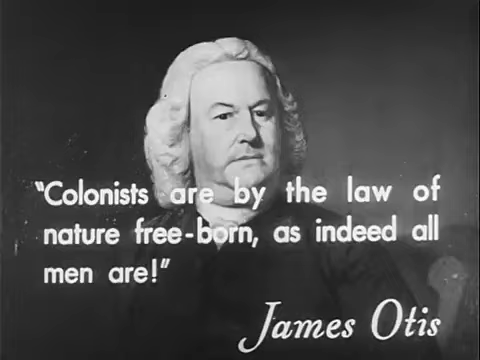 "Colonists are by the law of
nature free-born, as indeed all
men are!"
James Otis